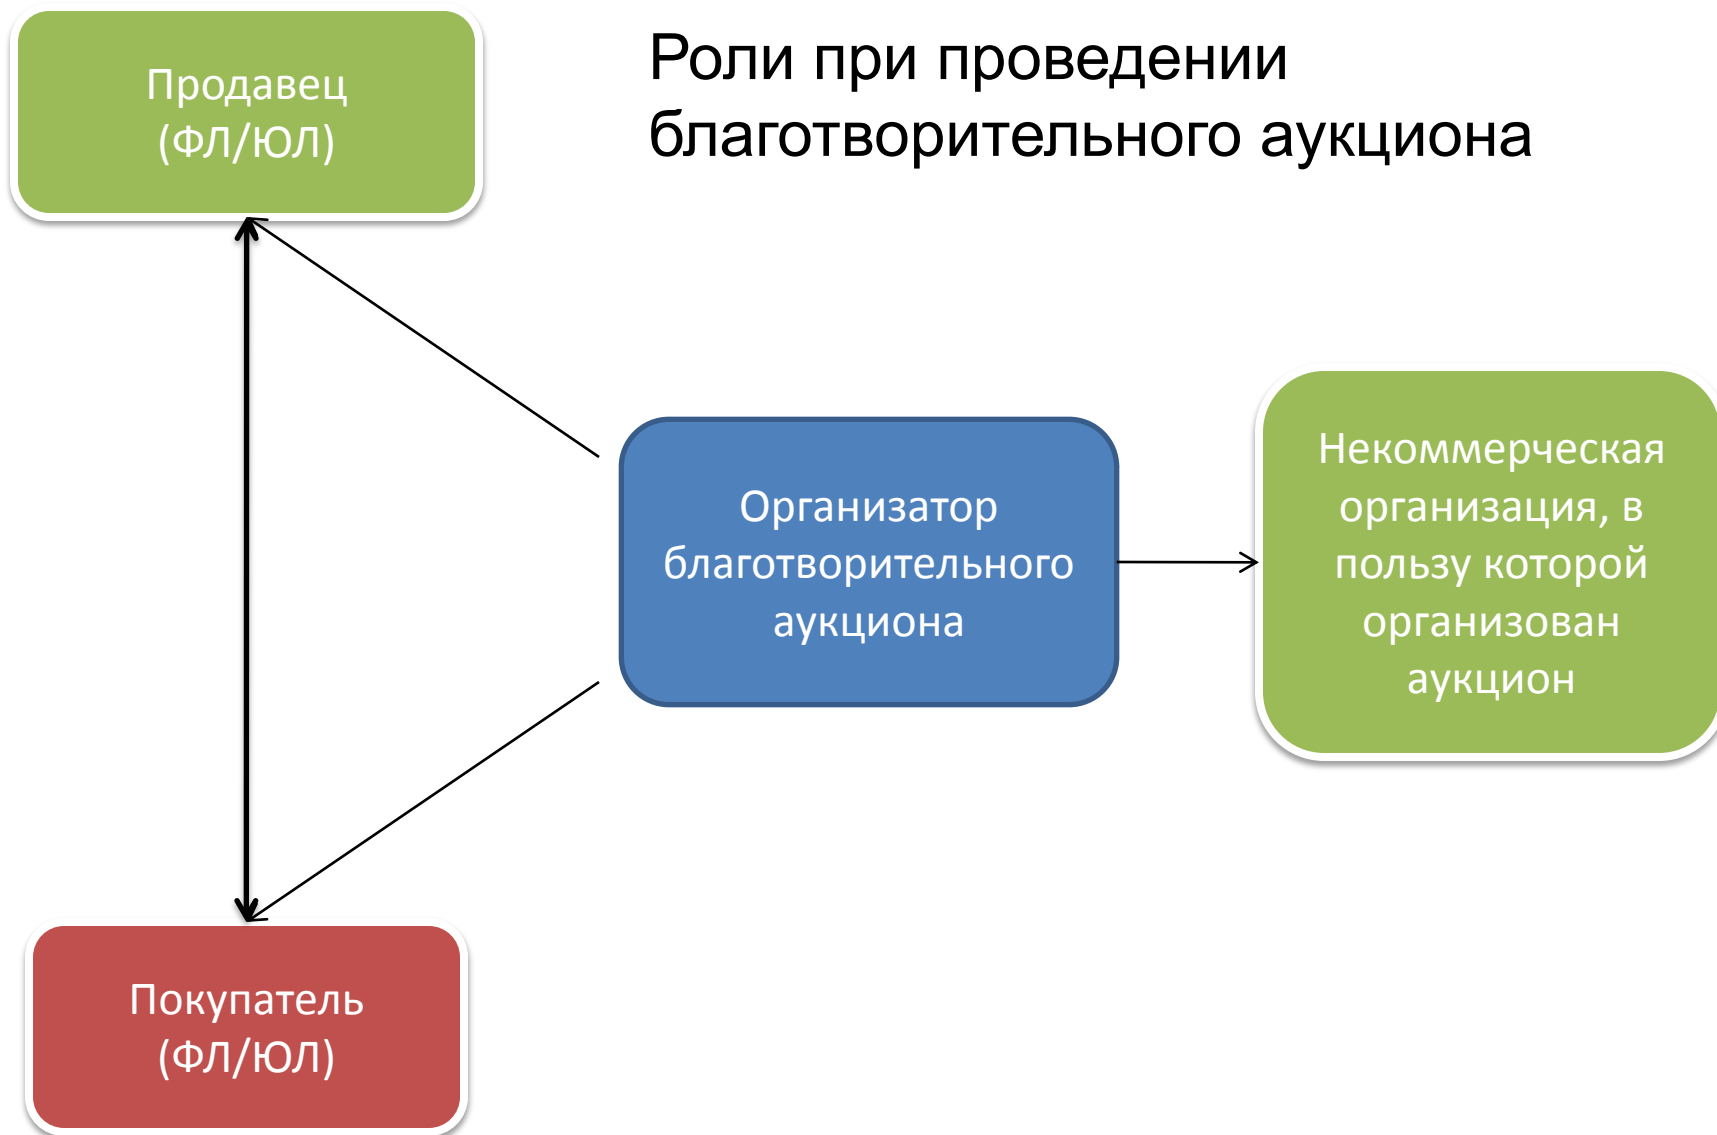 Роли при проведении
благотворительного аукциона
Продавец
(ФЛ/ЮЛ)
Организатор
благотворительного
аукциона
Некоммерческая
организация, в
пользу которой
организован
аукцион
Покупатель
(ФЛ/ЮЛ)